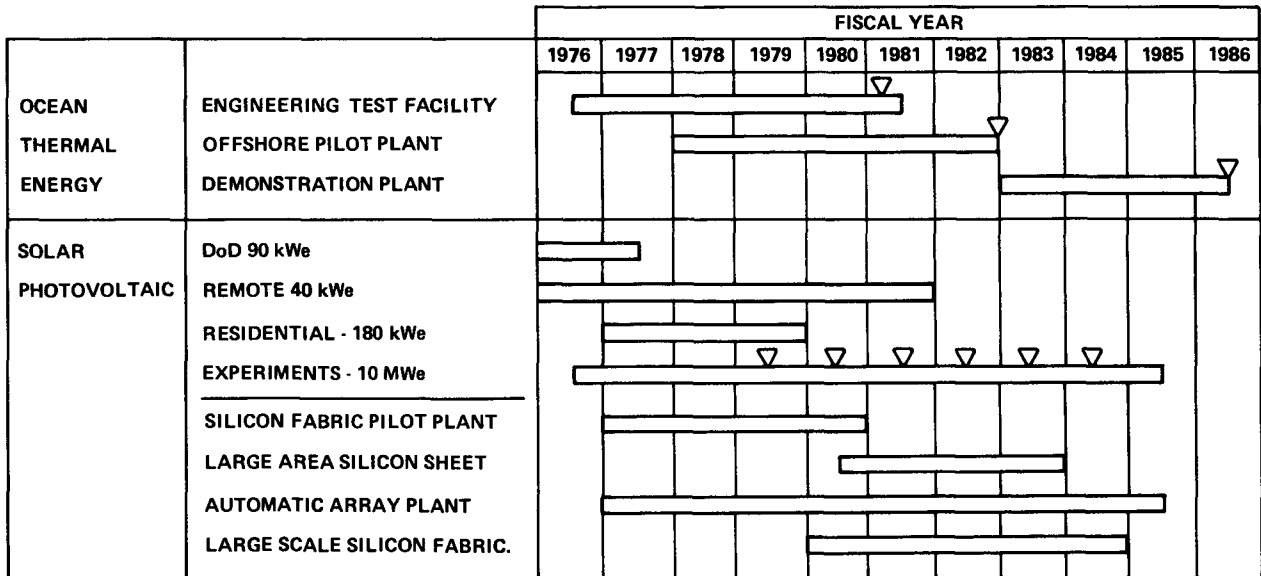 FISCAL YEAR
1976 1977 1978 1979 1980 1981 1982 1983 1984 1985 1986
OCEAN ENGINEERING TEST FACILITY
THERMAL OFFSHORE PILOT PLANT
ENERGY DEMONSTRATION PLANT
SOLAR DoD 90 kWe
PHOTOVOLTAIC REMOTE 40 kWe
RESIDENTIAL - 180 kWe
EXPERIMENTS - 10 MWe
SILICON FABRIC PILOT PLANT
LARGE AREA SILICON SHEET
AUTOMATIC ARRAY PLANT
LARGE SCALE SILICON FABRIC.